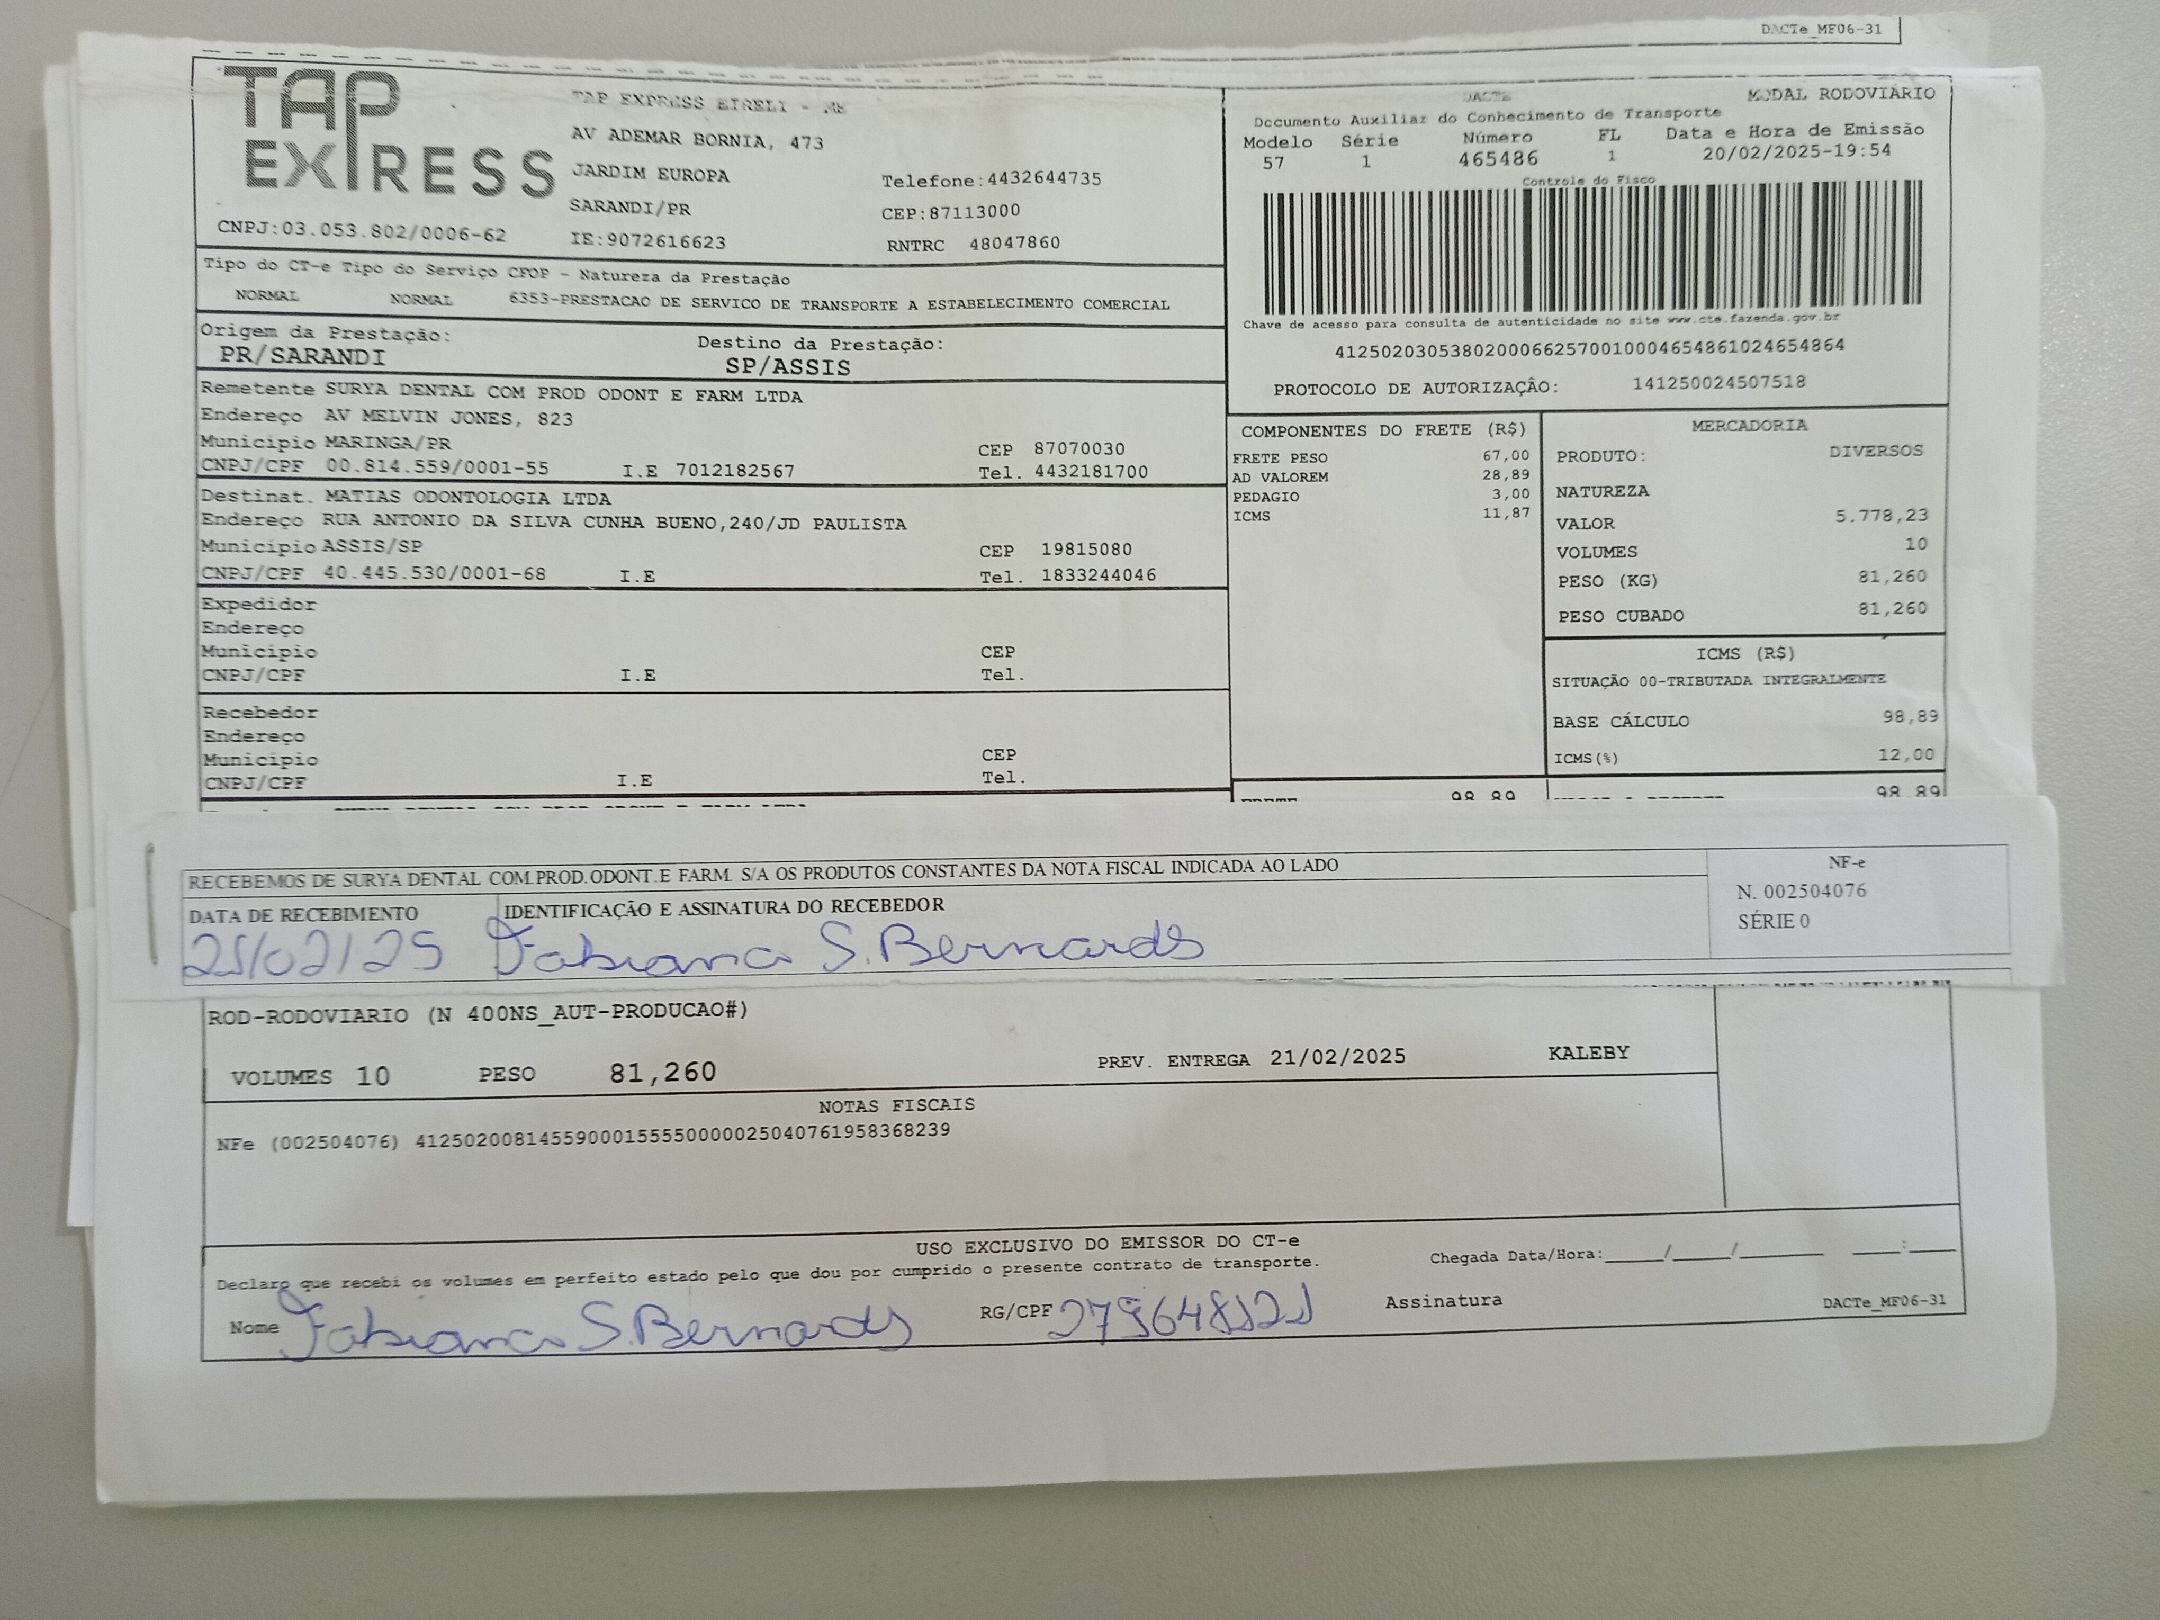 DACTe_MF06-31
TAP EXPRESS
TAP EXPRESS EIRELI - ME
AV ADEMAR BORNIA, 473
JARDIM EUROPA
Telefone:4432644735
SARANDI/PR
CEP:87113000
CNPJ:03.053.802/0006-62
IE:9072616623
RNTRC 48047860
DACTE
MODAL RODOVIÁRIO
Documento Auxiliar do Conhecimento de Transporte
Modelo Série Número FL Data e Hora de Emissão
57 1 465486 1 20/02/2025-19:54
Controle do Fisco
Chave de acesso para consulta de autenticidade no site www.cte.fazenda.gov.br
41250203053802000662570010004654861024654864
PROTOCOLO DE AUTORIZAÇÃO: 141250024507518
Tipo do CT-e Tipo do Serviço CFOP - Natureza da Prestação
NORMAL NORMAL 6353-PRESTACAO DE SERVICO DE TRANSPORTE A ESTABELECIMENTO COMERCIAL
Origem da Prestação: Destino da Prestação:
PR/SARANDI SP/ASSIS
Remetente SURYA DENTAL COM PROD ODONT E FARM LTDA
Endereço AV MELVIN JONES, 823
Município MARINGA/PR CEP 87070030
CNPJ/CPF 00.814.559/0001-55 I.E 7012182567 Tel. 4432181700
Destinat. MATIAS ODONTOLOGIA LTDA
Endereço RUA ANTONIO DA SILVA CUNHA BUENO,240/JD PAULISTA
Município ASSIS/SP CEP 19815080
CNPJ/CPF 40.445.530/0001-68 I.E Tel. 1833244046
Expedidor
Endereço
Município CEP
CNPJ/CPF I.E Tel.
Recebedor
Endereço
Município CEP
CNPJ/CPF I.E Tel.
COMPONENTES DO FRETE (R$)
FRETE PESO 67,00
AD VALOREM 28,89
PEDAGIO 3,00
ICMS 11,87
MERCADORIA
PRODUTO: DIVERSOS
NATUREZA
VALOR 5.778,23
VOLUMES 10
PESO (KG) 81,260
PESO CUBADO 81,260
ICMS (R$)
SITUAÇÃO 00-TRIBUTADA INTEGRALMENTE
BASE CÁLCULO 98,89
ICMS(%) 12,00
98,89
98,89
RECEBEMOS DE SURYA DENTAL COM.PROD.ODONT.E FARM. S/A OS PRODUTOS CONSTANTES DA NOTA FISCAL INDICADA AO LADO
NF-e
N. 002504076
SÉRIE 0
DATA DE RECEBIMENTO IDENTIFICAÇÃO E ASSINATURA DO RECEBEDOR
25/02/25 Fabiana S. Bernardo
ROD-RODOVIARIO (N 400NS_AUT-PRODUCAO#)
VOLUMES 10 PESO 81,260 PREV. ENTREGA 21/02/2025 KALEBY
NOTAS FISCAIS
NFe (002504076) 41250200814559000155550000025040761958368239
USO EXCLUSIVO DO EMISSOR DO CT-e
Declaro que recebi os volumes em perfeito estado pelo que dou por cumprido o presente contrato de transporte.
Chegada Data/Hora:_____/_____/_______ ____:____
Nome Fabiana S. Bernardo RG/CPF Assinatura
DACTe_MF06-31